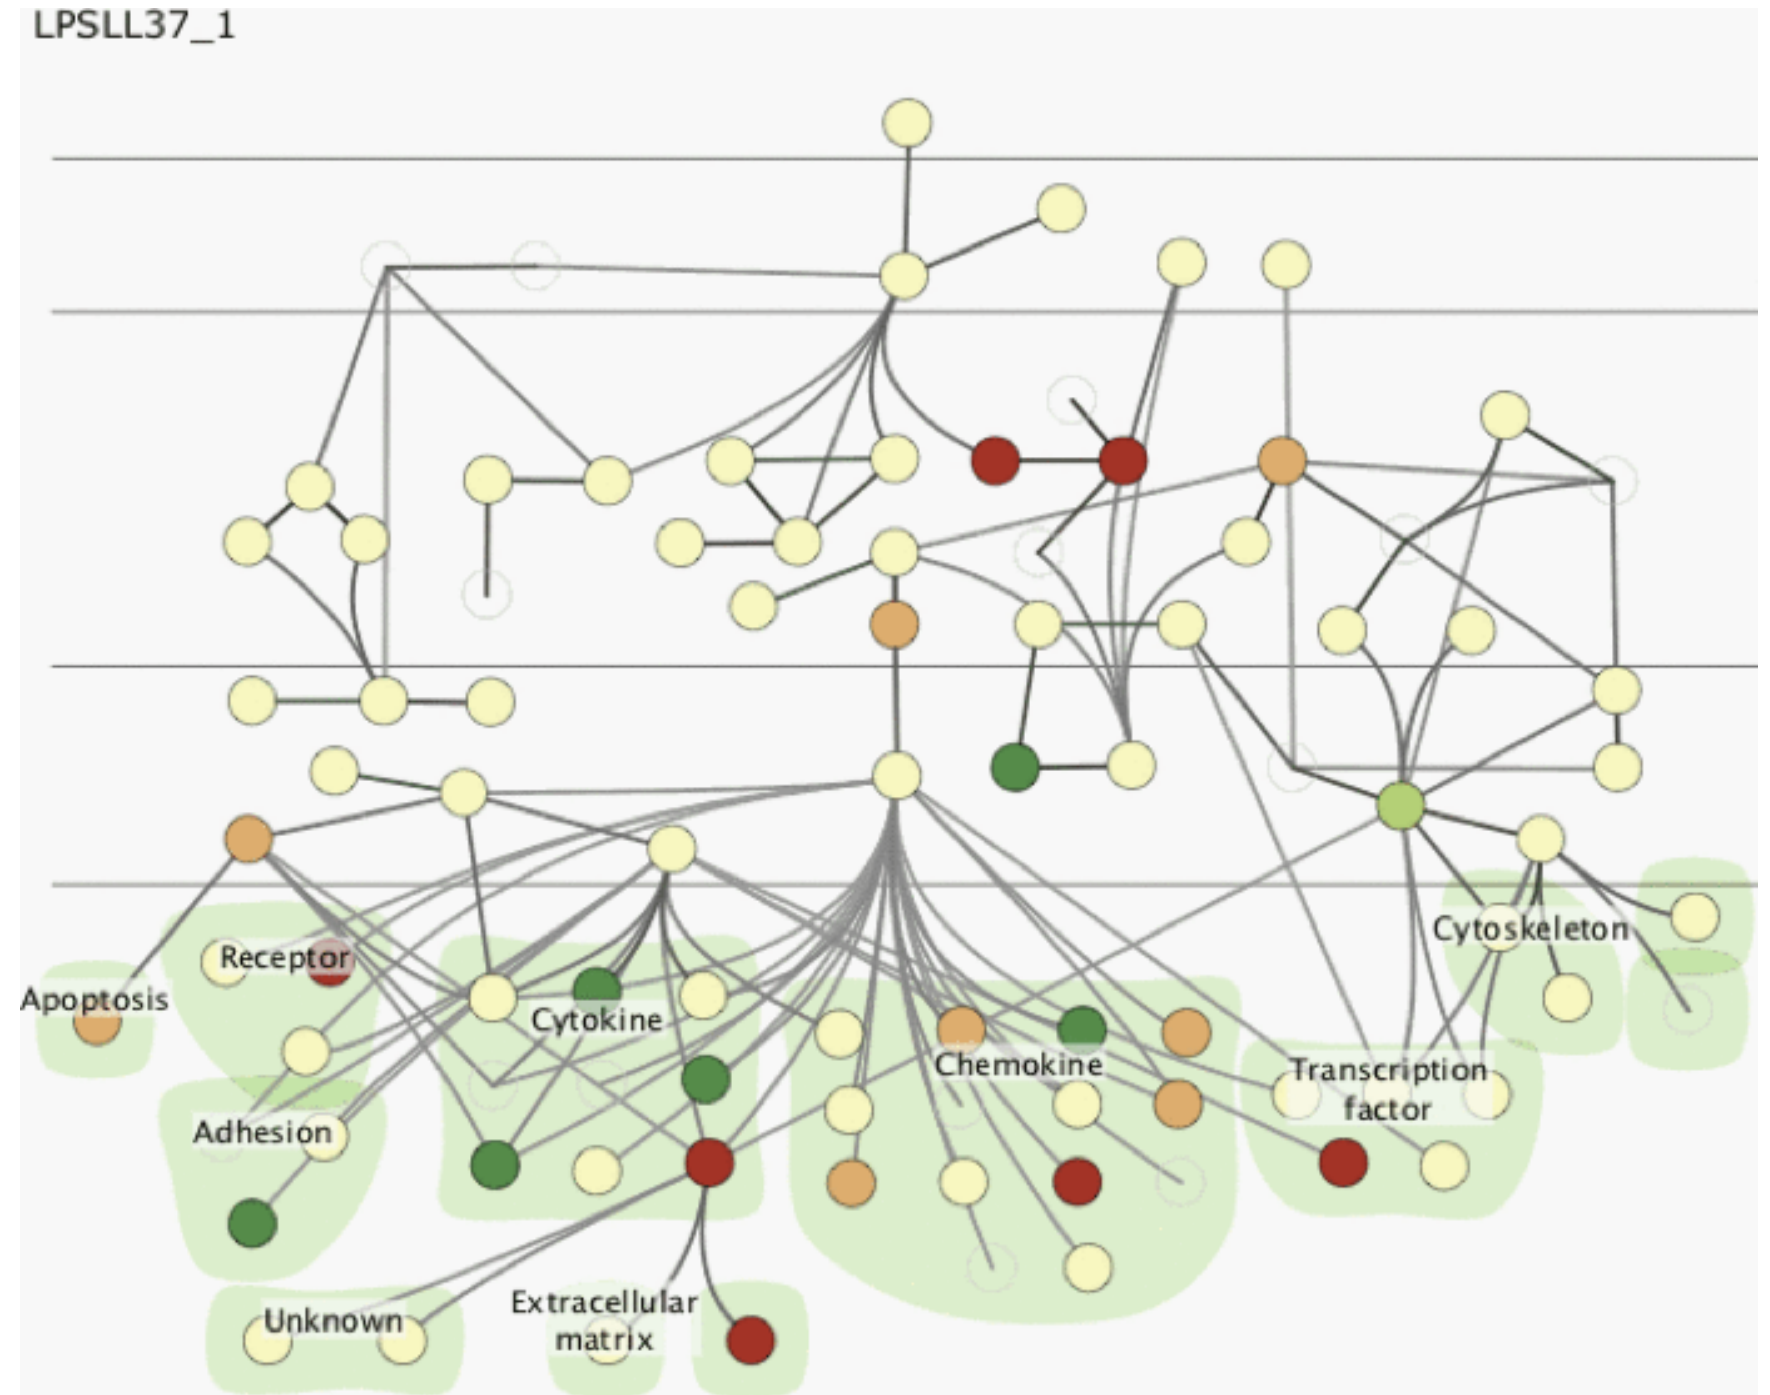 LPSLL37_1
Cytoskeleton
Receptor
Apoptosis
Cytokine
Chemokine
Transcription
factor
Adhesion
Extracellular
matrix
Unknown